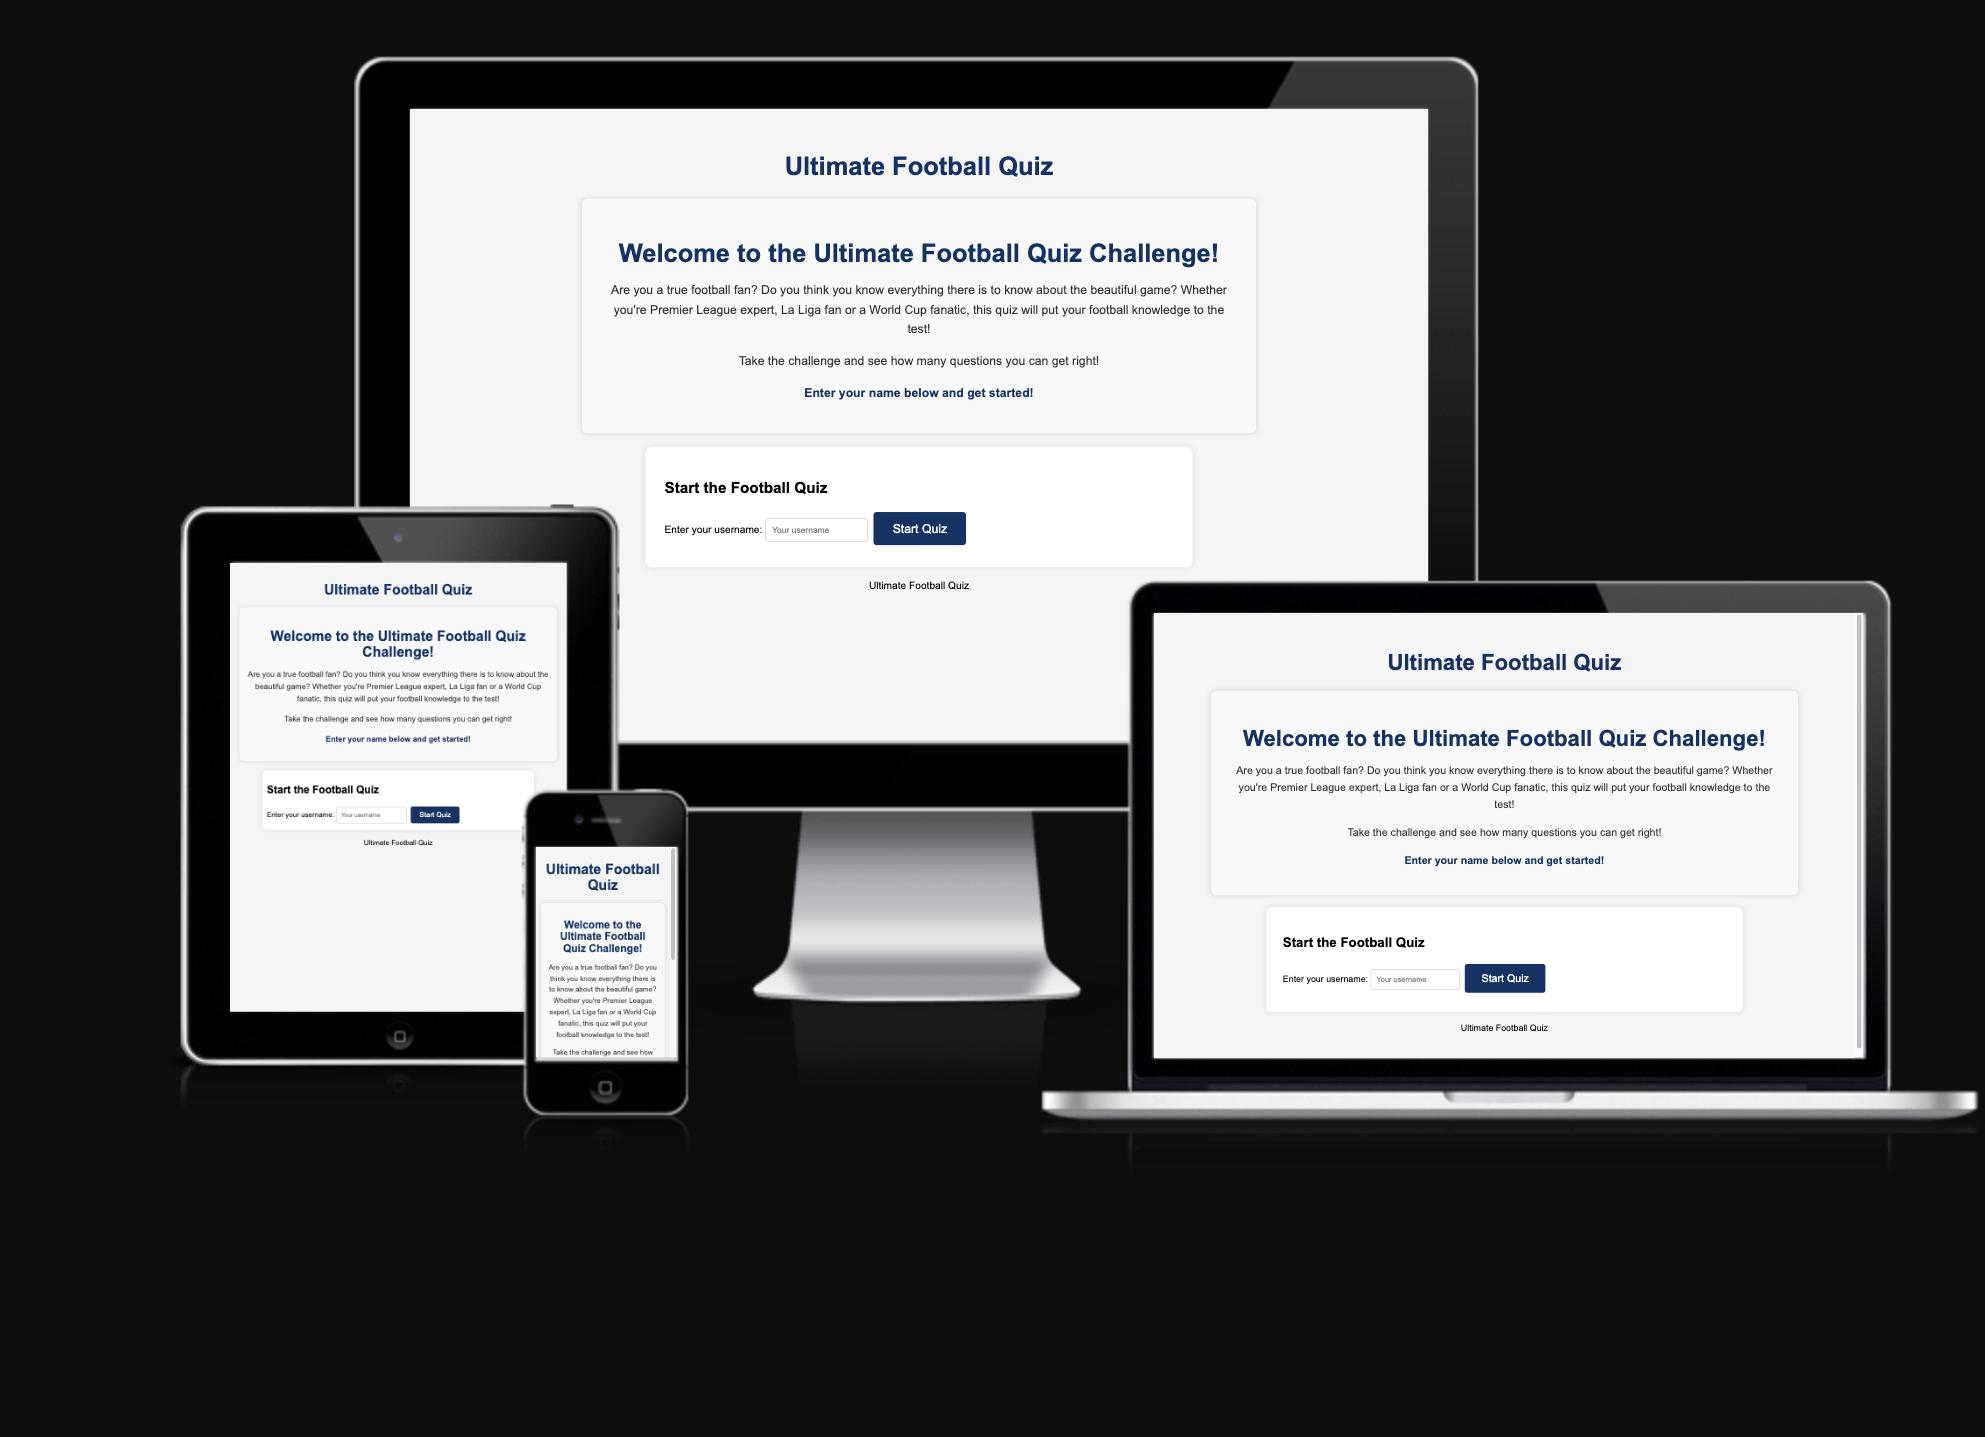 Ultimate Football Quiz
Welcome to the Ultimate Football Quiz Challenge!
Are you a true football fan? Do you think you know everything there is to know about the beautiful game? Whether
you're Premier League expert, La Liga fan or a World Cup fanatic, this quiz will put your football knowledge to the
test!
Take the challenge and see how many questions you can get right!
Enter your name below and get started!
Start the Football Quiz
Enter your username: Your username Start Quiz
Ultimate Football Quiz
Ultimate Football Quiz
Welcome to the Ultimate Football Quiz
Challenge!
Are you a true football fan? Do you think you know everything there is to know about the
beautiful game? Whether you're Premier League expert, La Liga fan or a World Cup
fanatic, this quiz will put your football knowledge to the test!
Take the challenge and see how many questions you can get right!
Enter your name below and get started!
Start the Football Quiz
Enter your username: Your username Start Quiz
Ultimate Football Quiz
Ultimate Football
Quiz
Welcome to the
Ultimate Football
Quiz Challenge!
Are you a true football fan? Do you
think you know everything there is
to know about the beautiful game?
Whether you're Premier League
expert, La Liga fan or a World Cup
fanatic, this quiz will put your
football knowledge to the test!
Take the challenge and see how
Ultimate Football Quiz
Welcome to the Ultimate Football Quiz Challenge!
Are you a true football fan? Do you think you know everything there is to know about the beautiful game? Whether
you're Premier League expert, La Liga fan or a World Cup fanatic, this quiz will put your football knowledge to the
test!
Take the challenge and see how many questions you can get right!
Enter your name below and get started!
Start the Football Quiz
Enter your username: Your username Start Quiz
Ultimate Football Quiz